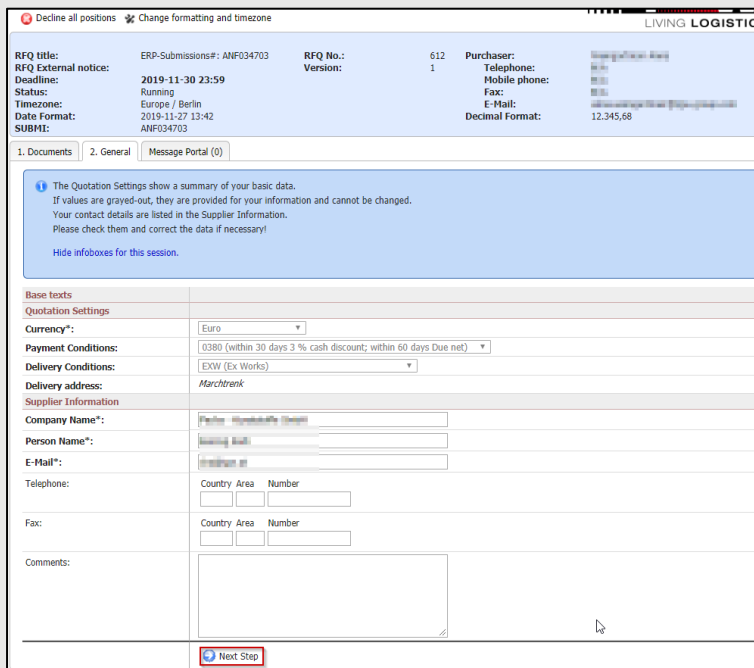 Decline all positions Change formatting and timezone
LIVING LOGISTIC
RFQ title: ERP-Submissions#: ANF034703 RFQ No.: 612 Purchaser:
RFQ External notice: Version: 1 Telephone:
Deadline: 2019-11-30 23:59 Mobile phone:
Status: Running Fax:
Timezone: Europe / Berlin E-Mail:
Date Format: 2019-11-27 13:42 Decimal Format: 12.345,68
SUBMI: ANF034703
1. Documents 2. General Message Portal (0)
The Quotation Settings show a summary of your basic data.
If values are grayed-out, they are provided for your information and cannot be changed.
Your contact details are listed in the Supplier Information.
Please check them and correct the data if necessary!
Hide infoboxes for this session.
Base texts
Quotation Settings
Currency*: Euro
Payment Conditions: 0380 (within 30 days 3 % cash discount; within 60 days Due net)
Delivery Conditions: EXW (Ex Works)
Delivery address: Marchtrenk
Supplier Information
Company Name*:
Person Name*:
E-Mail*:
Telephone: Country Area Number
Fax: Country Area Number
Comments:
Next Step